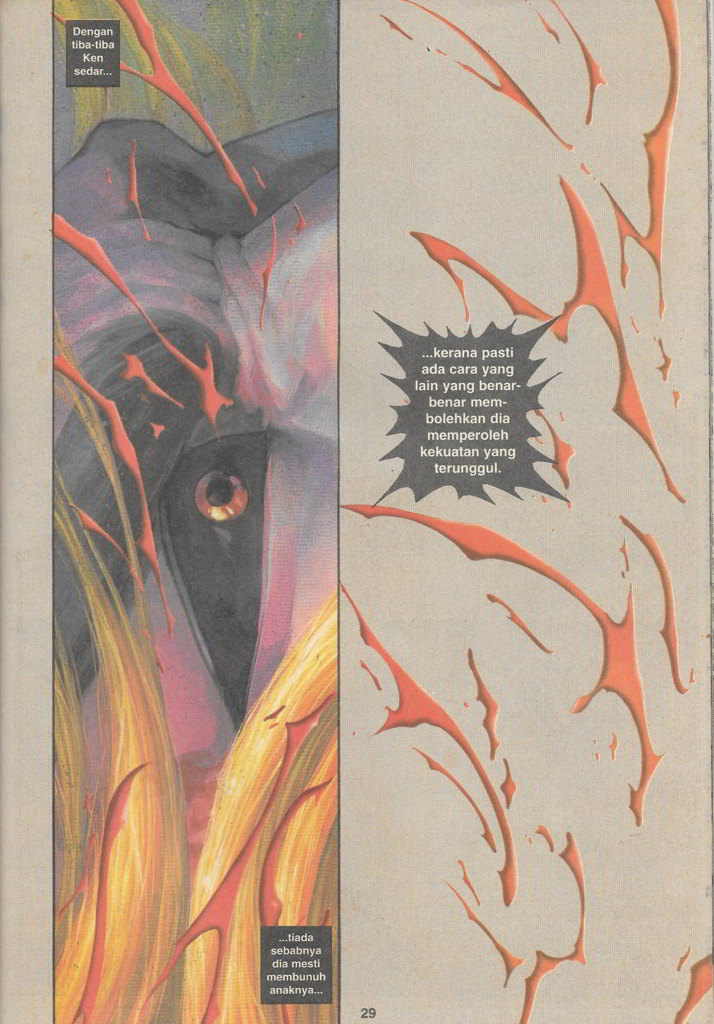 Dengan
tiba-tiba
Ken
sedar...
...tiada
sebabnya
dia mesti
membunuh
anaknya...
...kerana pasti
ada cara yang
lain yang benar-
benar mem-
bolehkan dia
memperoleh
kekuatan yang
terunggul.
29